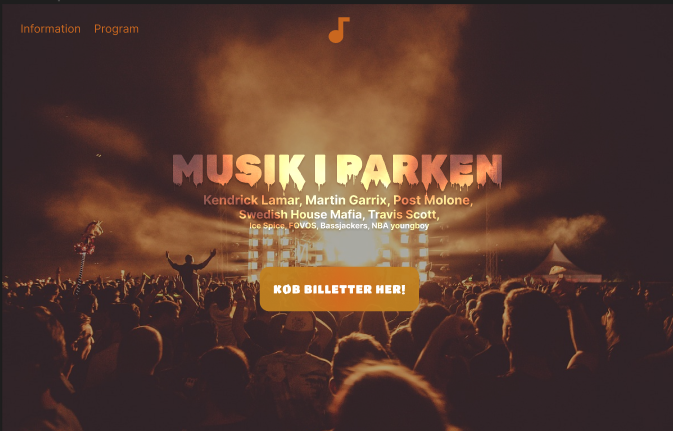 Information Program
MUSIK I PARKEN
Kendrick Lamar, Martin Garrix, Post Molone,
Swedish House Mafia, Travis Scott,
Ice Spice, FOVOS, Bassjackers, NBA youngboy
KØB BILLETTER HER!